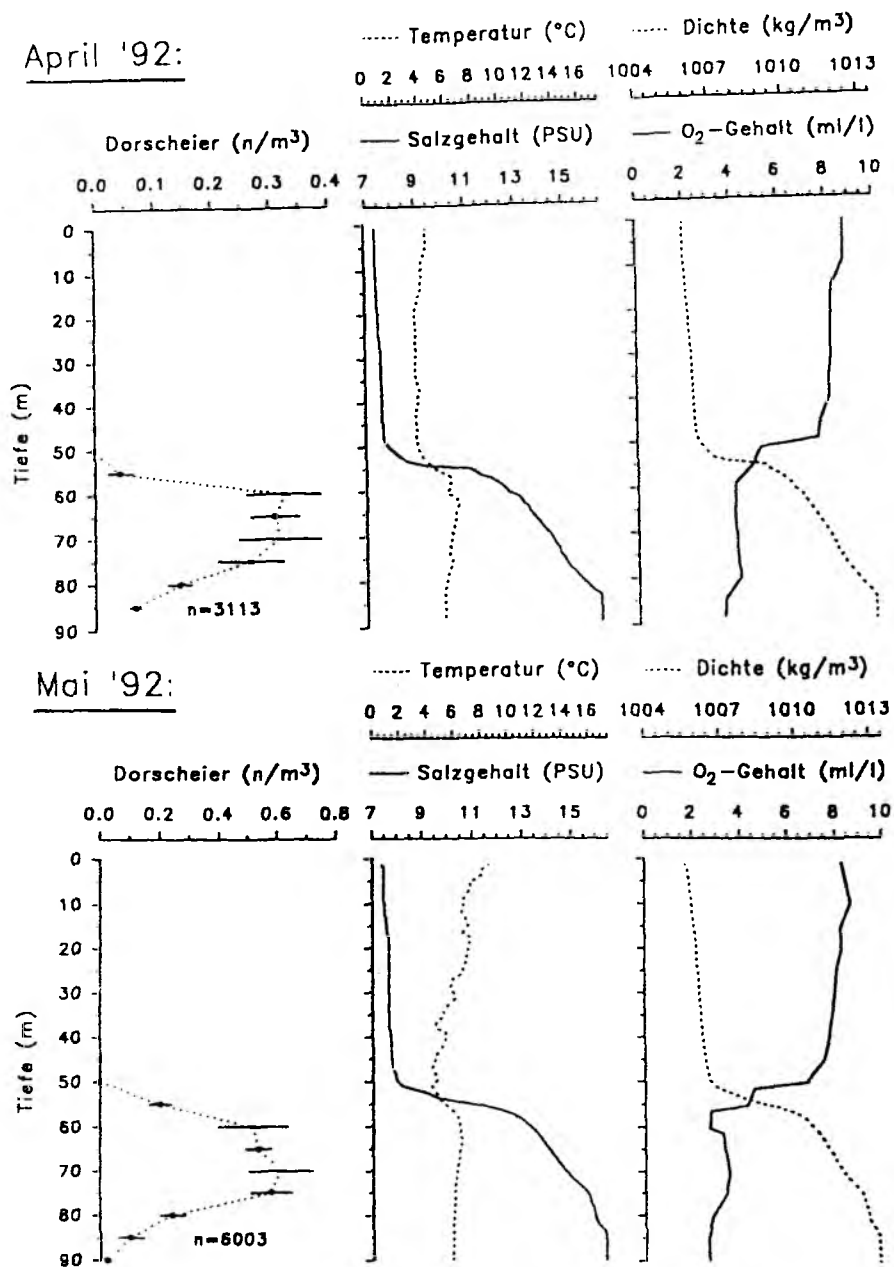 April '92:
Temperatur (°C)
Dichte (kg/m³)
0 2 4 6 8 10 12 14 16
1004 1007 1010 1013
Dorscheier (n/m³)
Salzgehalt (PSU)
O₂-Gehalt (ml/l)
0.0 0.1 0.2 0.3 0.4
7 9 11 13 15
0 2 4 6 8 10
0
10
20
30
40
50
60
70
80
90
Tiefe (m)
n=3113
Mai '92:
Temperatur (°C)
Dichte (kg/m³)
0 2 4 6 8 10 12 14 16
1004 1007 1010 1013
Dorscheier (n/m³)
Salzgehalt (PSU)
O₂-Gehalt (ml/l)
0.0 0.2 0.4 0.6 0.8
7 9 11 13 15
0 2 4 6 8 10
0
10
20
30
40
50
60
70
80
90
Tiefe (m)
n=6003